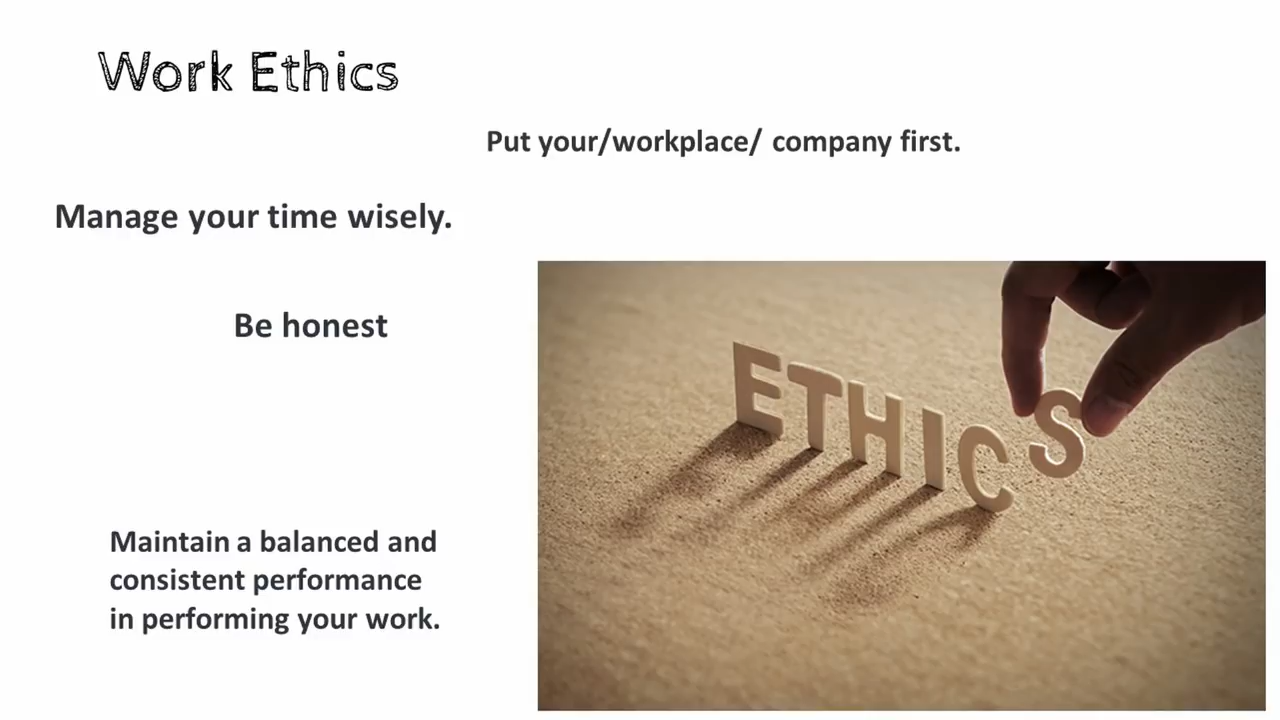 Work Ethics
Put your/workplace/ company first.
Manage your time wisely.
Be honest
ETHICS
Maintain a balanced and
consistent performance
in performing your work.